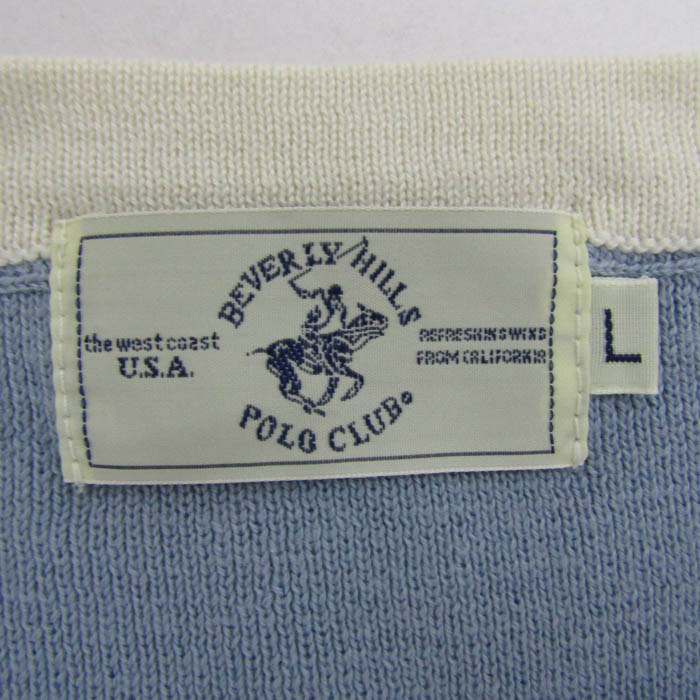 BEVERLY HILLS
the west coast
U.S.A.
REFRESHING WIND
FROM CALIFORNIA
POLO CLUB
L